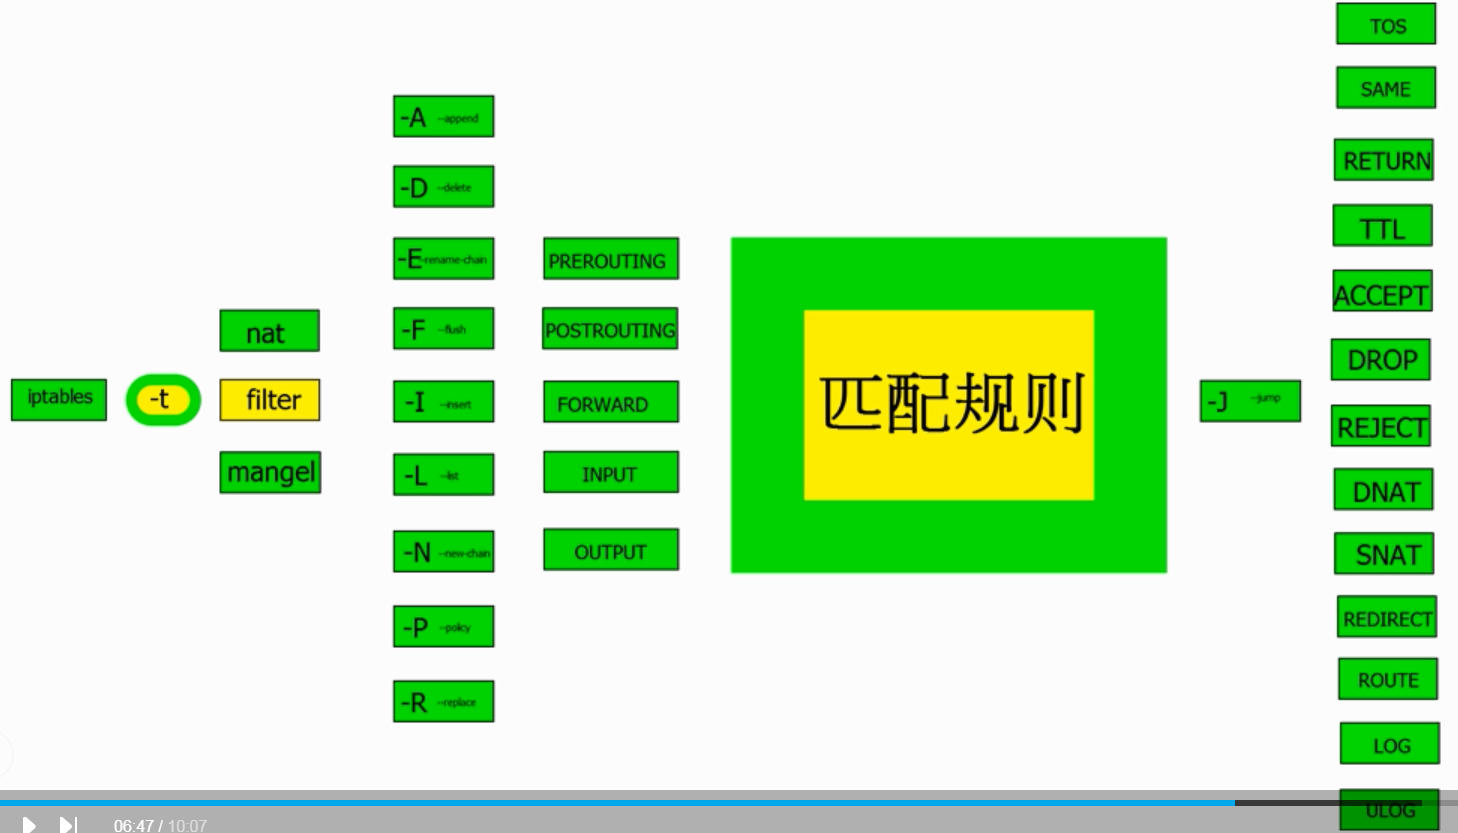 iptables
-t
nat
filter
mangel
-A --append
-D --delete
-E -rename-chain
-F --flush
-I --insert
-L --list
-N --new-chain
-P --policy
-R --replace
PREROUTING
POSTROUTING
FORWARD
INPUT
OUTPUT
匹配规则
-J --jump
TOS
SAME
RETURN
TTL
ACCEPT
DROP
REJECT
DNAT
SNAT
REDIRECT
ROUTE
LOG
ULOG
06:47 / 10:07